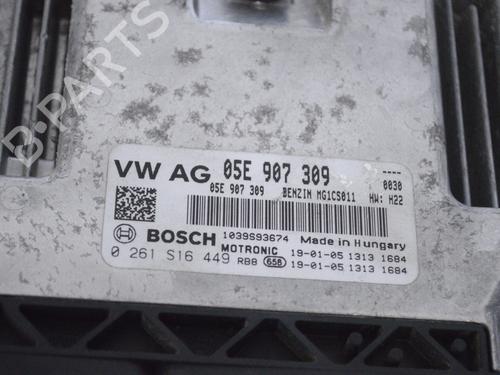 B-PARTS
VW AG 05E 907 309 ----
05E 907 309 BENZIN MG1CS011 0030
HW: H22
BOSCH 1039S93674 Made in Hungary
MOTRONIC 19-01-05 1313 1684
0 261 S16 449 RBB 658 19-01-05 1313 1684